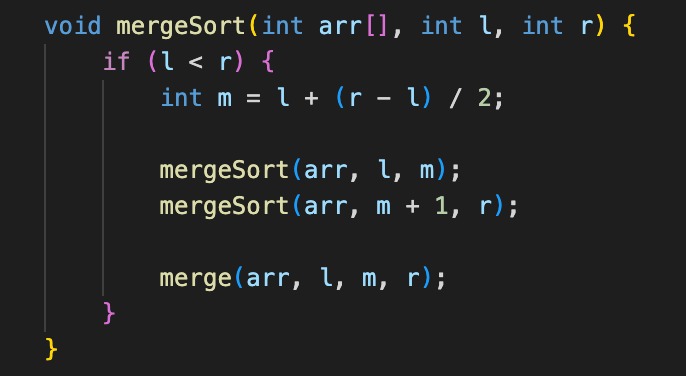 void mergeSort(int arr[], int l, int r) {
if (l < r) {
int m = l + (r - l) / 2;
mergeSort(arr, l, m);
mergeSort(arr, m + 1, r);
merge(arr, l, m, r);
}
}